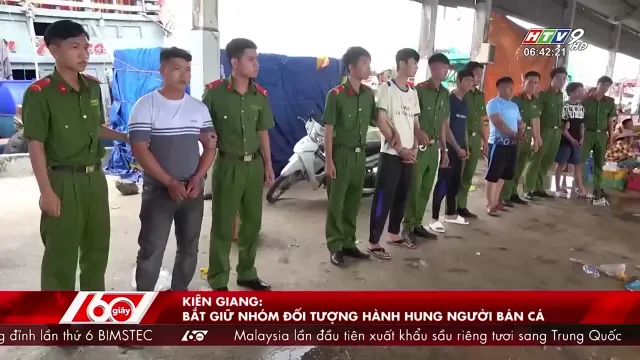 HTV9 HD
06:42:21
60 giây
KIÊN GIANG:
BẮT GIỮ NHÓM ĐỐI TƯỢNG HÀNH HUNG NGƯỜI BÁN CÁ
g đỉnh lần thứ 6 BIMSTEC
Malaysia lần đầu tiên xuất khẩu sầu riêng tươi sang Trung Quốc